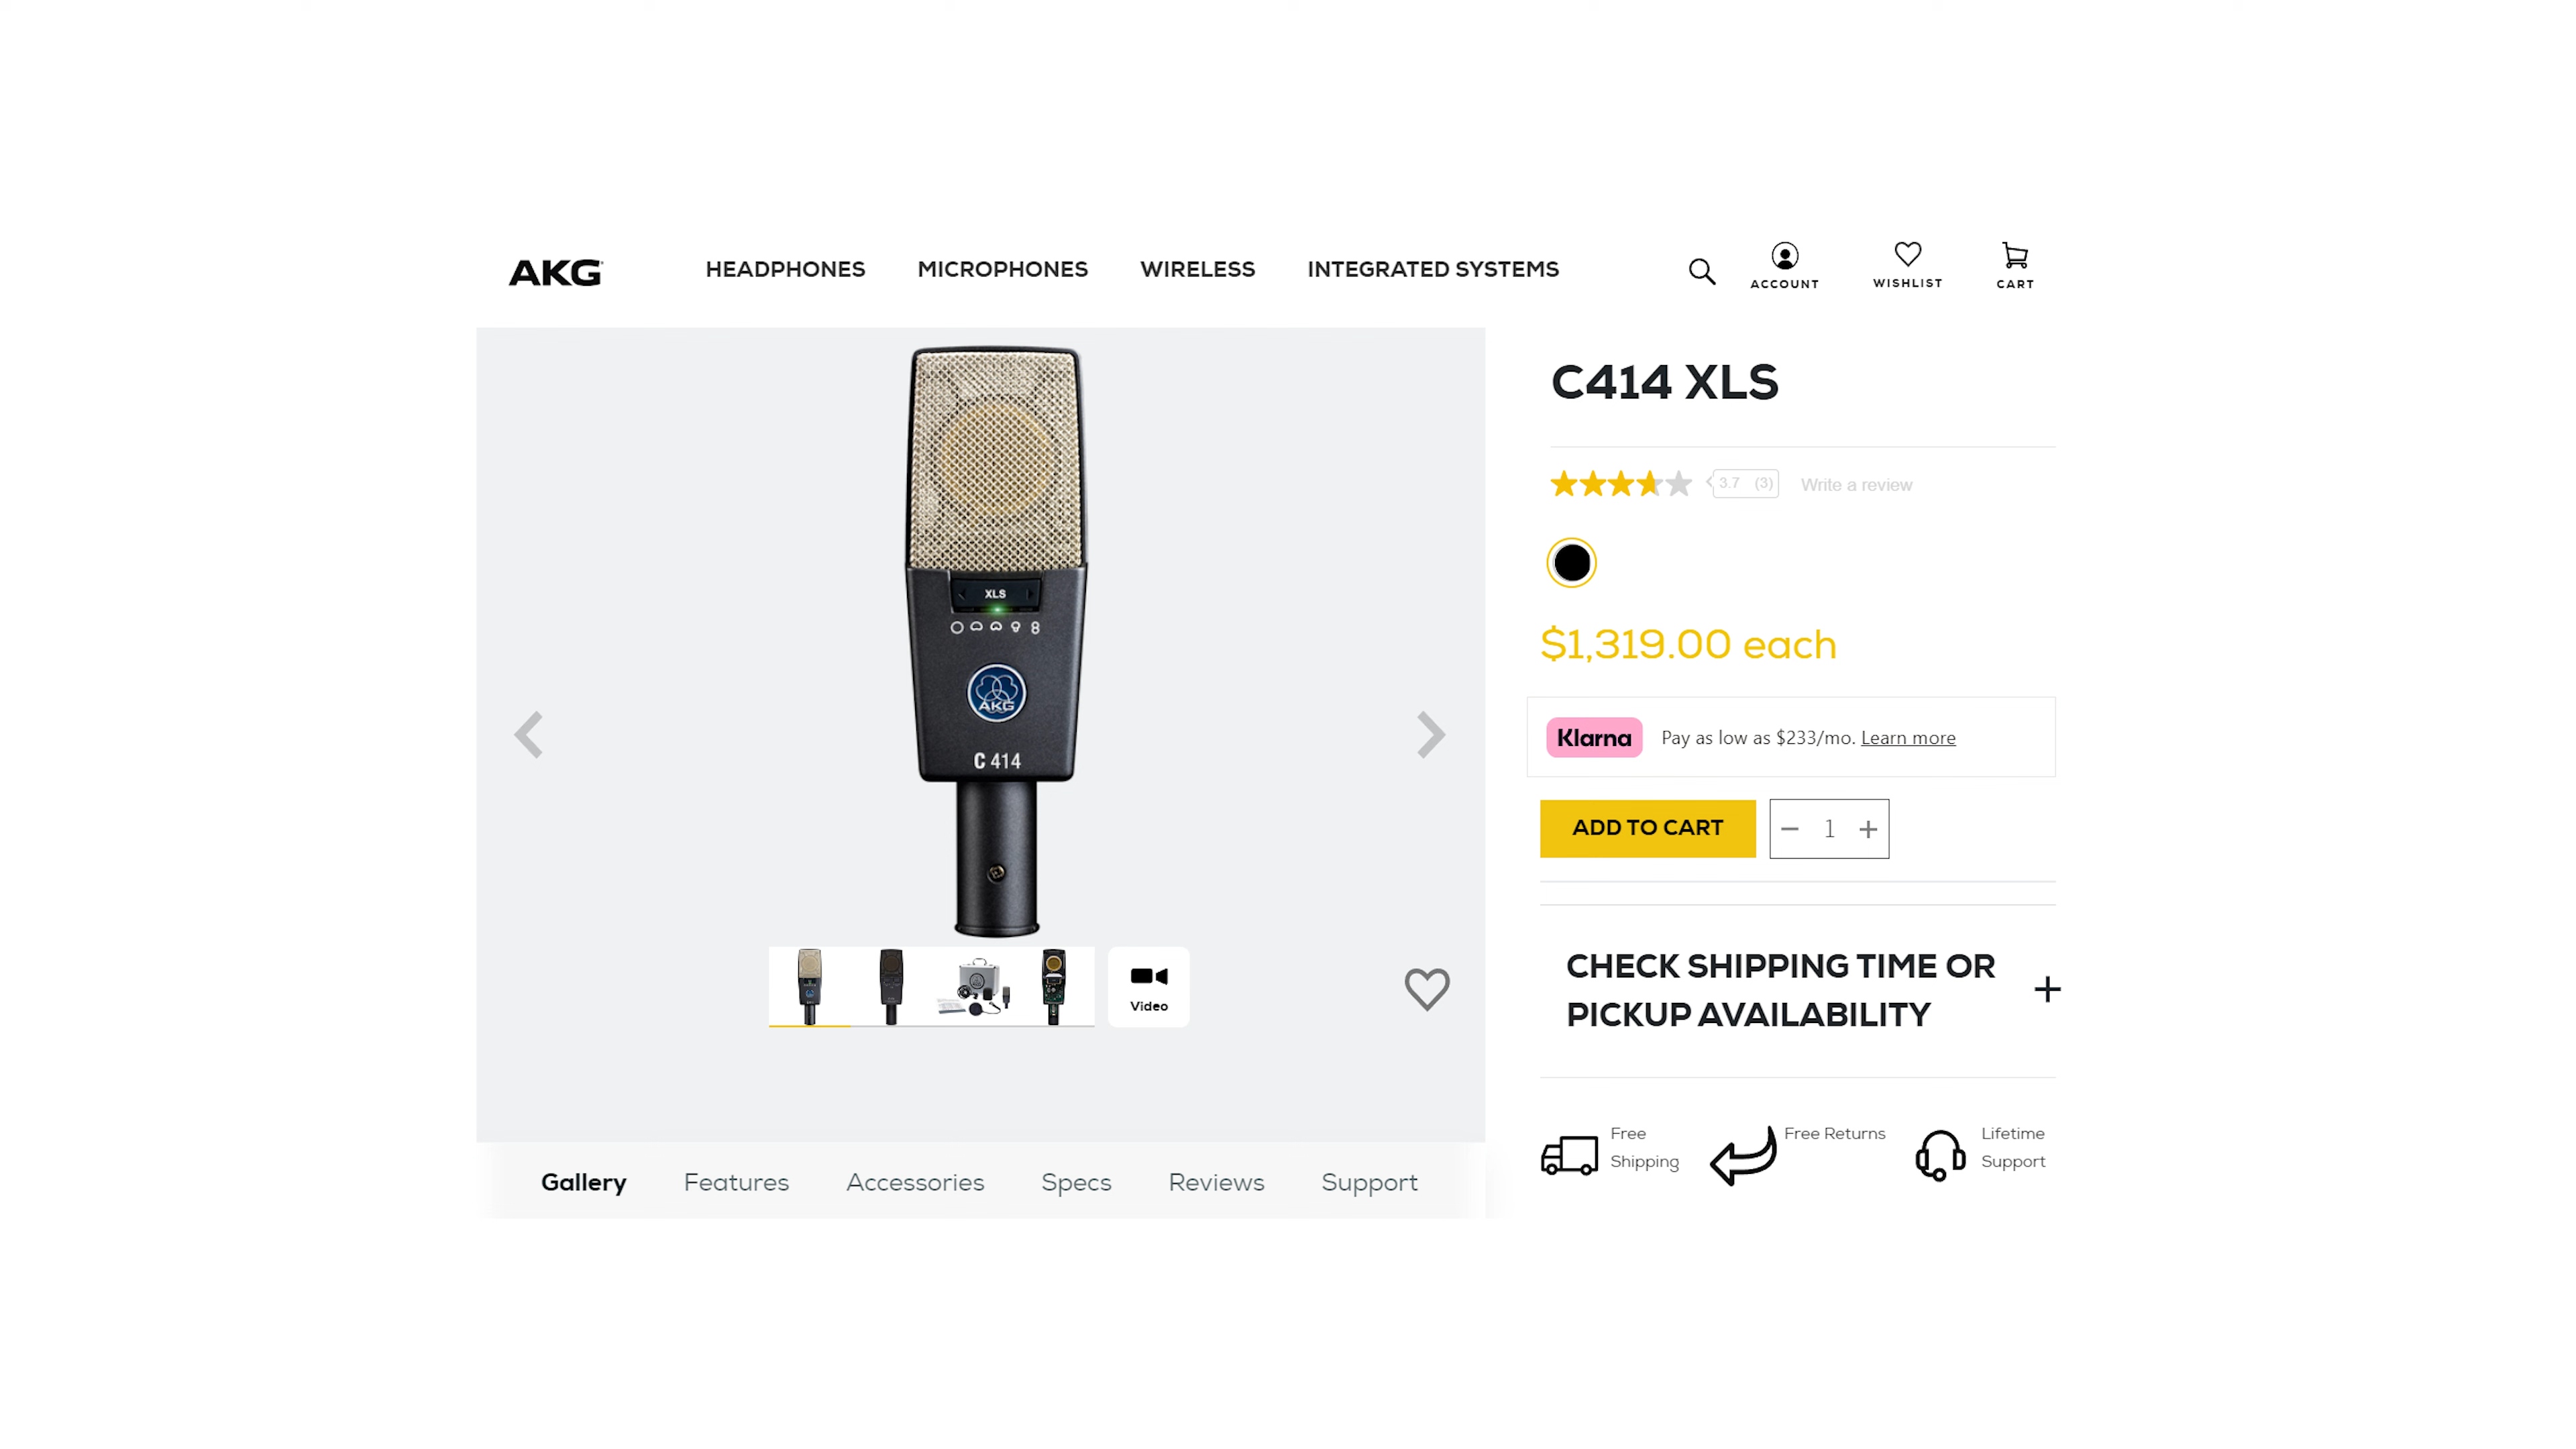 AKG
HEADPHONES MICROPHONES WIRELESS INTEGRATED SYSTEMS
ACCOUNT WISHLIST CART
XLS
AKG
C 414
Video
Gallery Features Accessories Specs Reviews Support
C414 XLS
3.7 (3) Write a review
$1,319.00 each
Klarna Pay as low as $233/mo. Learn more
ADD TO CART 1
CHECK SHIPPING TIME OR
PICKUP AVAILABILITY
Free
Shipping
Free Returns
Lifetime
Support